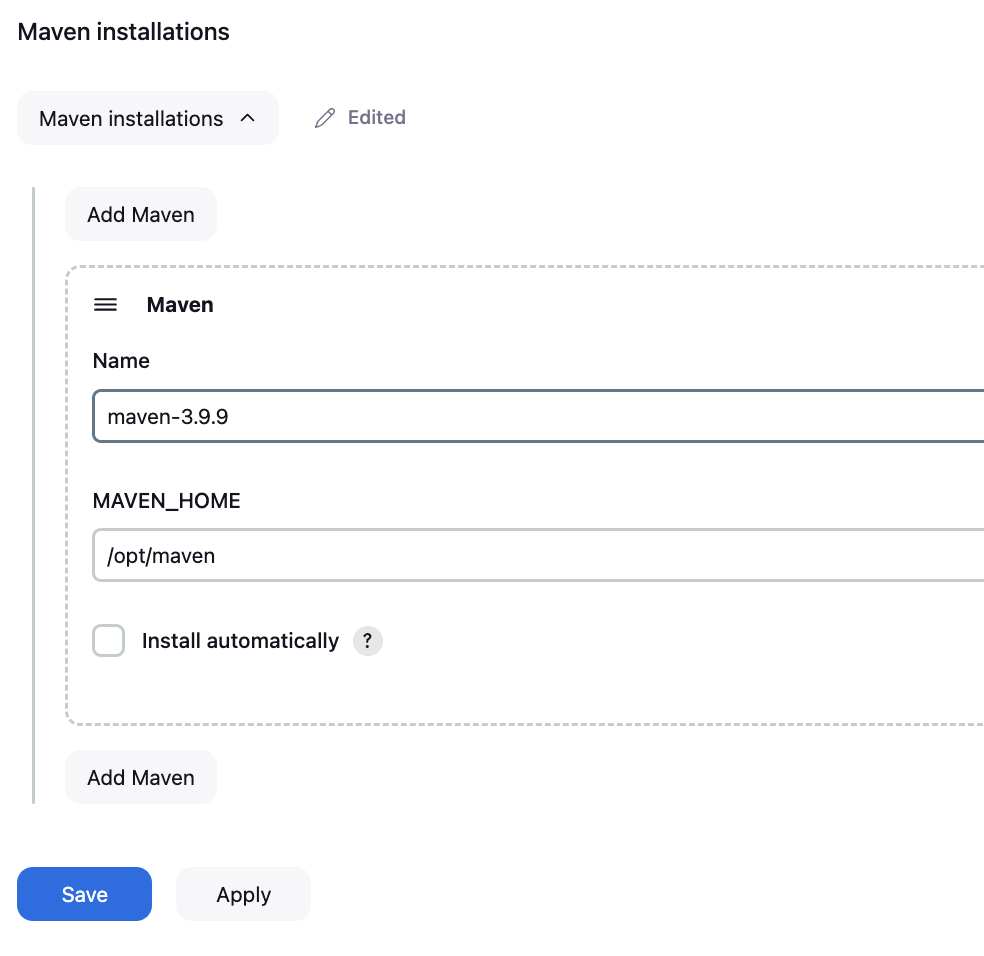 Maven installations
Maven installations
Edited
Add Maven
Maven
Name
maven-3.9.9
MAVEN_HOME
/opt/maven
Install automatically ?
Add Maven
Save
Apply